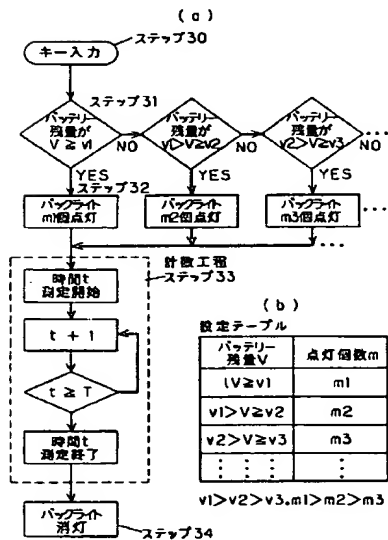 (a)
ステップ30
キー入力
ステップ31
バッテリー
残量が
V ≧ v1
NO
バッテリー
残量が
v1>V≧v2
NO
バッテリー
残量が
v2>V≧v3
NO
...
YES
ステップ32
YES
YES
バックライト
m1個点灯
バックライト
m2個点灯
バックライト
m3個点灯
...
計数工程
ステップ33
時間t
測定開始
t + 1
t ≧ T
時間t
測定終了
バックライト
消灯
ステップ34
(b)
設定テーブル
バッテリー
残量V
点灯個数m
(V≧v1
m1
v1>V≧v2
m2
v2>V≧v3
m3
v1>v2>v3,m1>m2>m3